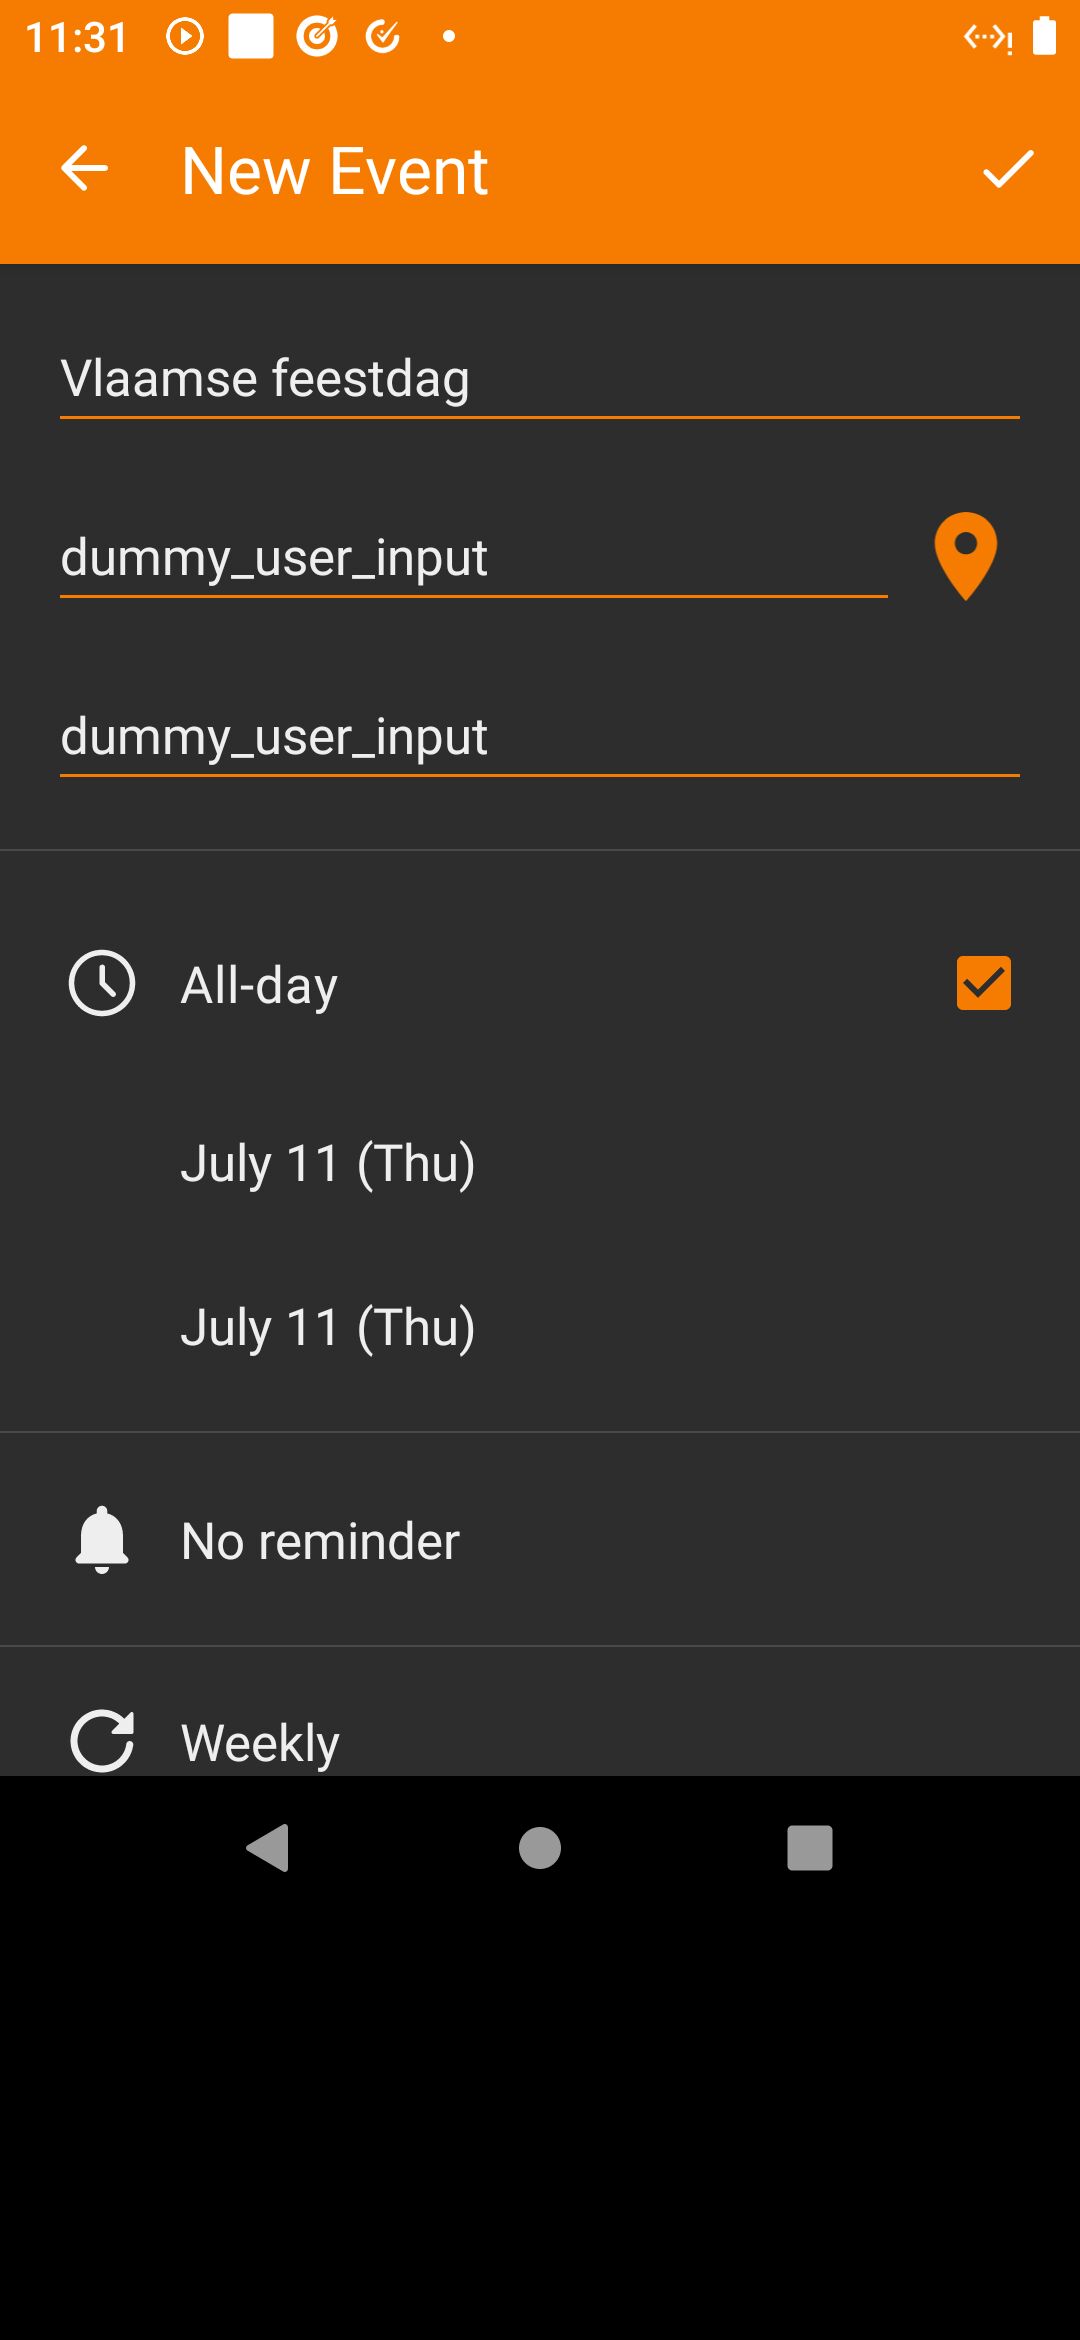 11:31
New Event
Vlaamse feestdag
dummy_user_input
dummy_user_input
All-day
July 11 (Thu)
July 11 (Thu)
No reminder
Weekly